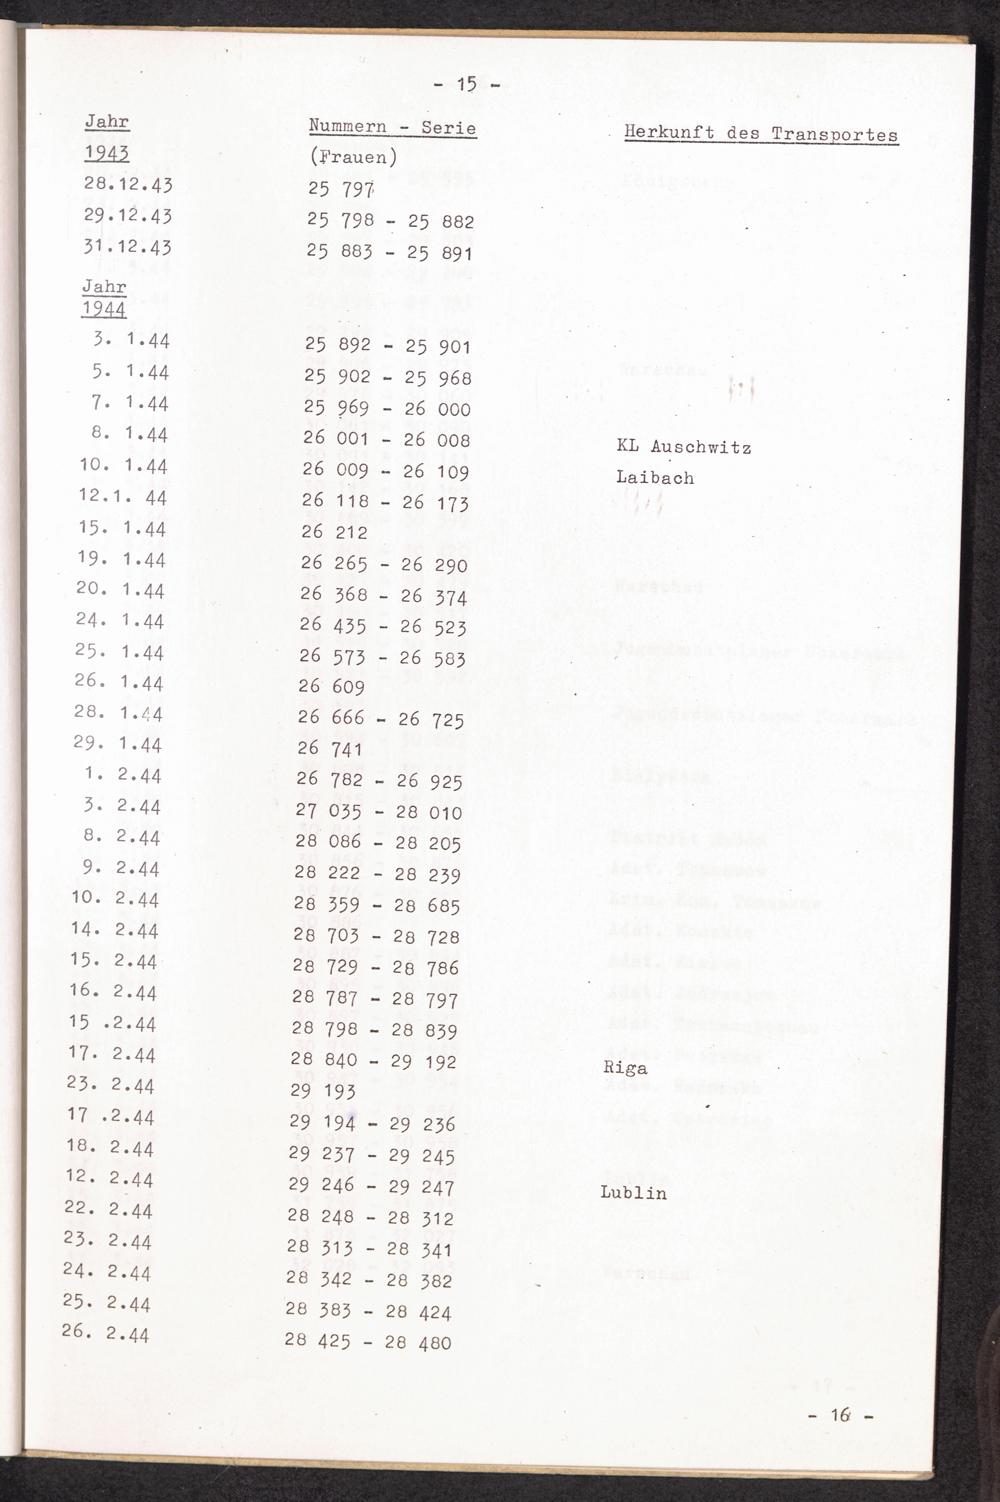 - 15 -
Jahr Nummern - Serie Herkunft des Transportes
1943 (Frauen)
28.12.43 25 797
29.12.43 25 798 - 25 882
31.12.43 25 883 - 25 891
Jahr
1944
3. 1.44 25 892 - 25 901
5. 1.44 25 902 - 25 968
7. 1.44 25 969 - 26 000
8. 1.44 26 001 - 26 008 KL Auschwitz
10. 1.44 26 009 - 26 109 Laibach
12.1. 44 26 118 - 26 173
15. 1.44 26 212
19. 1.44 26 265 - 26 290
20. 1.44 26 368 - 26 374
24. 1.44 26 435 - 26 523
25. 1.44 26 573 - 26 583
26. 1.44 26 609
28. 1.44 26 666 - 26 725
29. 1.44 26 741
1. 2.44 26 782 - 26 925
3. 2.44 27 035 - 28 010
8. 2.44 28 086 - 28 205
9. 2.44 28 222 - 28 239
10. 2.44 28 359 - 28 685
14. 2.44 28 703 - 28 728
15. 2.44 28 729 - 28 786
16. 2.44 28 787 - 28 797
15 .2.44 28 798 - 28 839
17. 2.44 28 840 - 29 192 Riga
23. 2.44 29 193
17 .2.44 29 194 - 29 236
18. 2.44 29 237 - 29 245
12. 2.44 29 246 - 29 247 Lublin
22. 2.44 28 248 - 28 312
23. 2.44 28 313 - 28 341
24. 2.44 28 342 - 28 382
25. 2.44 28 383 - 28 424
26. 2.44 28 425 - 28 480
- 16 -